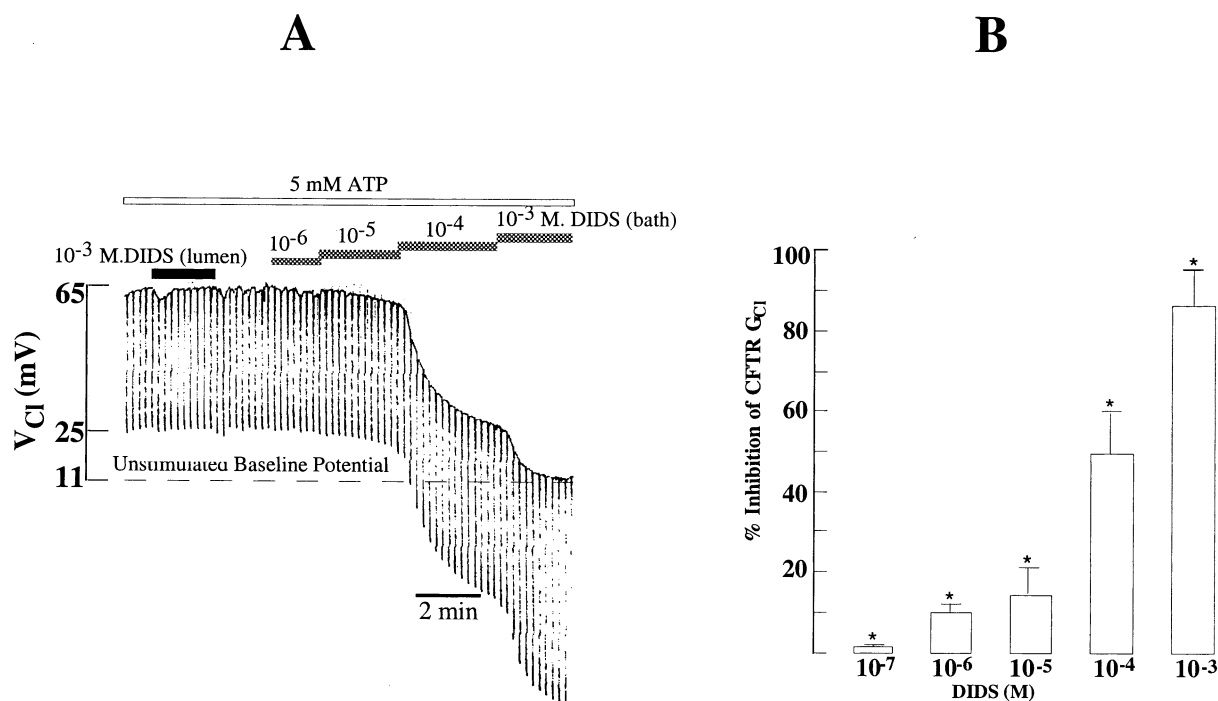 A
B
5 mM ATP
10-6
10-5
10-4
10-3 M. DIDS (bath)
10-3 M.DIDS (lumen)
65
25
11
VCl (mV)
Unstimulated Baseline Potential
2 min
% Inhibition of CFTR GCl
100
80
60
40
20
*
*
*
*
*
10-7
10-6
10-5
10-4
10-3
DIDS (M)